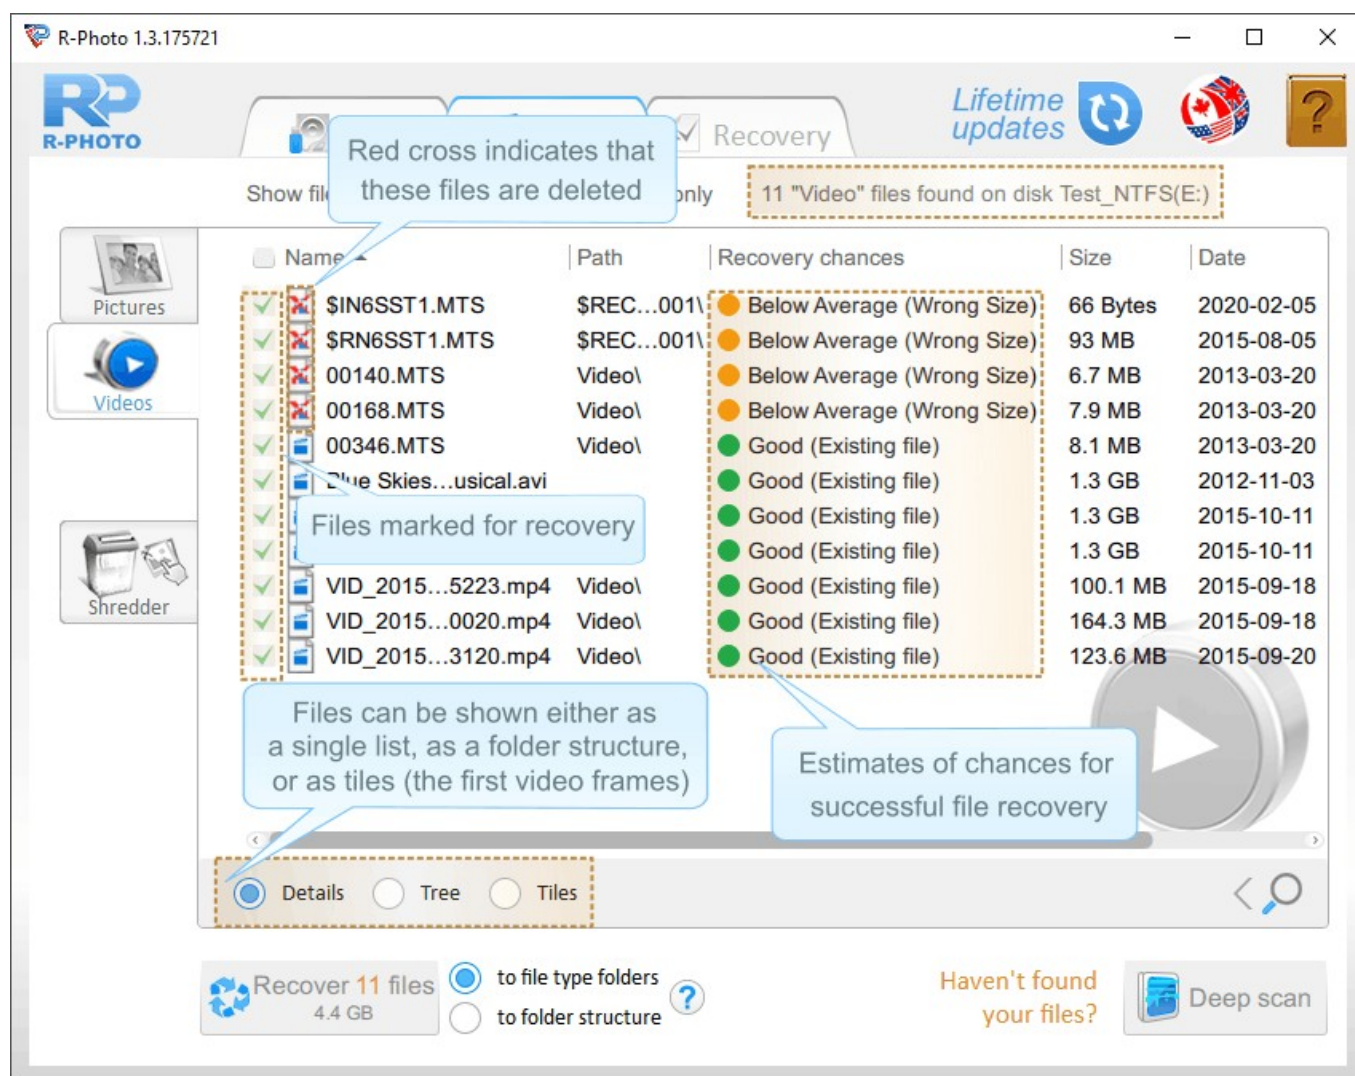 R-Photo 1.3.175721
RP
R-PHOTO
Recovery
Lifetime
updates
?
Red cross indicates that
these files are deleted
Show only
11 "Video" files found on disk Test_NTFS(E:)
Pictures
Videos
Shredder
Name Path Recovery chances Size Date
$IN6SST1.MTS $REC...001\ Below Average (Wrong Size) 66 Bytes 2020-02-05
$RN6SST1.MTS $REC...001\ Below Average (Wrong Size) 93 MB 2015-08-05
00140.MTS Video\ Below Average (Wrong Size) 6.7 MB 2013-03-20
00168.MTS Video\ Below Average (Wrong Size) 7.9 MB 2013-03-20
00346.MTS Video\ Good (Existing file) 8.1 MB 2013-03-20
Blue Skies...usical.avi Good (Existing file) 1.3 GB 2012-11-03
Good (Existing file) 1.3 GB 2015-10-11
Files marked for recovery
Good (Existing file) 1.3 GB 2015-10-11
VID_2015...5223.mp4 Video\ Good (Existing file) 100.1 MB 2015-09-18
VID_2015...0020.mp4 Video\ Good (Existing file) 164.3 MB 2015-09-18
VID_2015...3120.mp4 Video\ Good (Existing file) 123.6 MB 2015-09-20
Files can be shown either as
a single list, as a folder structure,
or as tiles (the first video frames)
Estimates of chances for
successful file recovery
Details Tree Tiles
Recover 11 files
4.4 GB
to file type folders
to folder structure
?
Haven't found
your files?
Deep scan